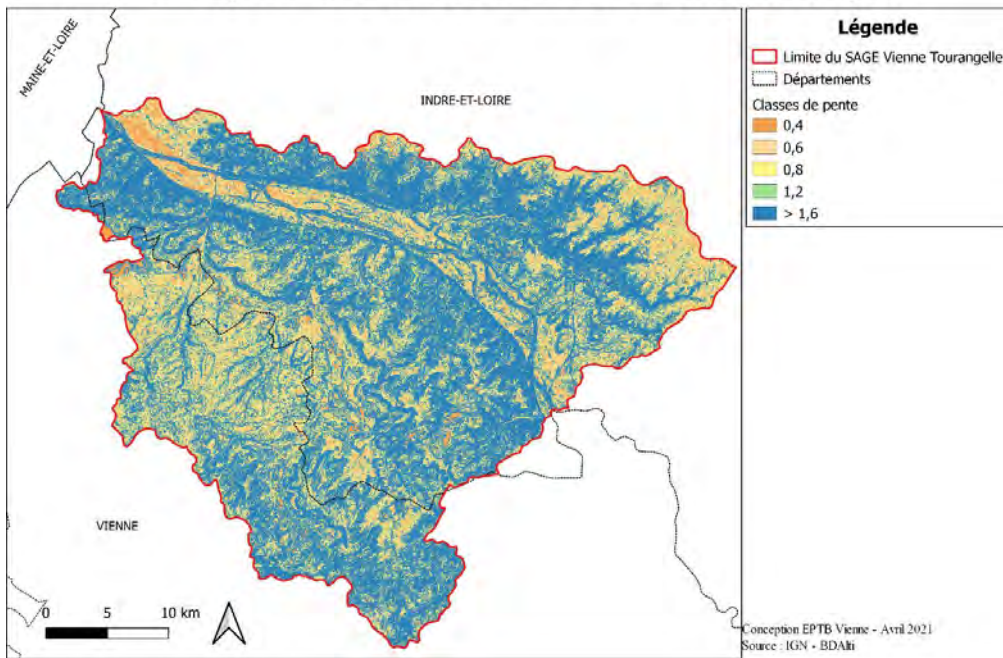 MAINE-ET-LOIRE
INDRE-ET-LOIRE
VIENNE
0 5 10 km
Légende
Limite du SAGE Vienne Tourangelle
Départements
Classes de pente
0,4
0,6
0,8
1,2
> 1,6
Conception EPTB Vienne - Avril 2021
Source : IGN - BDAlti